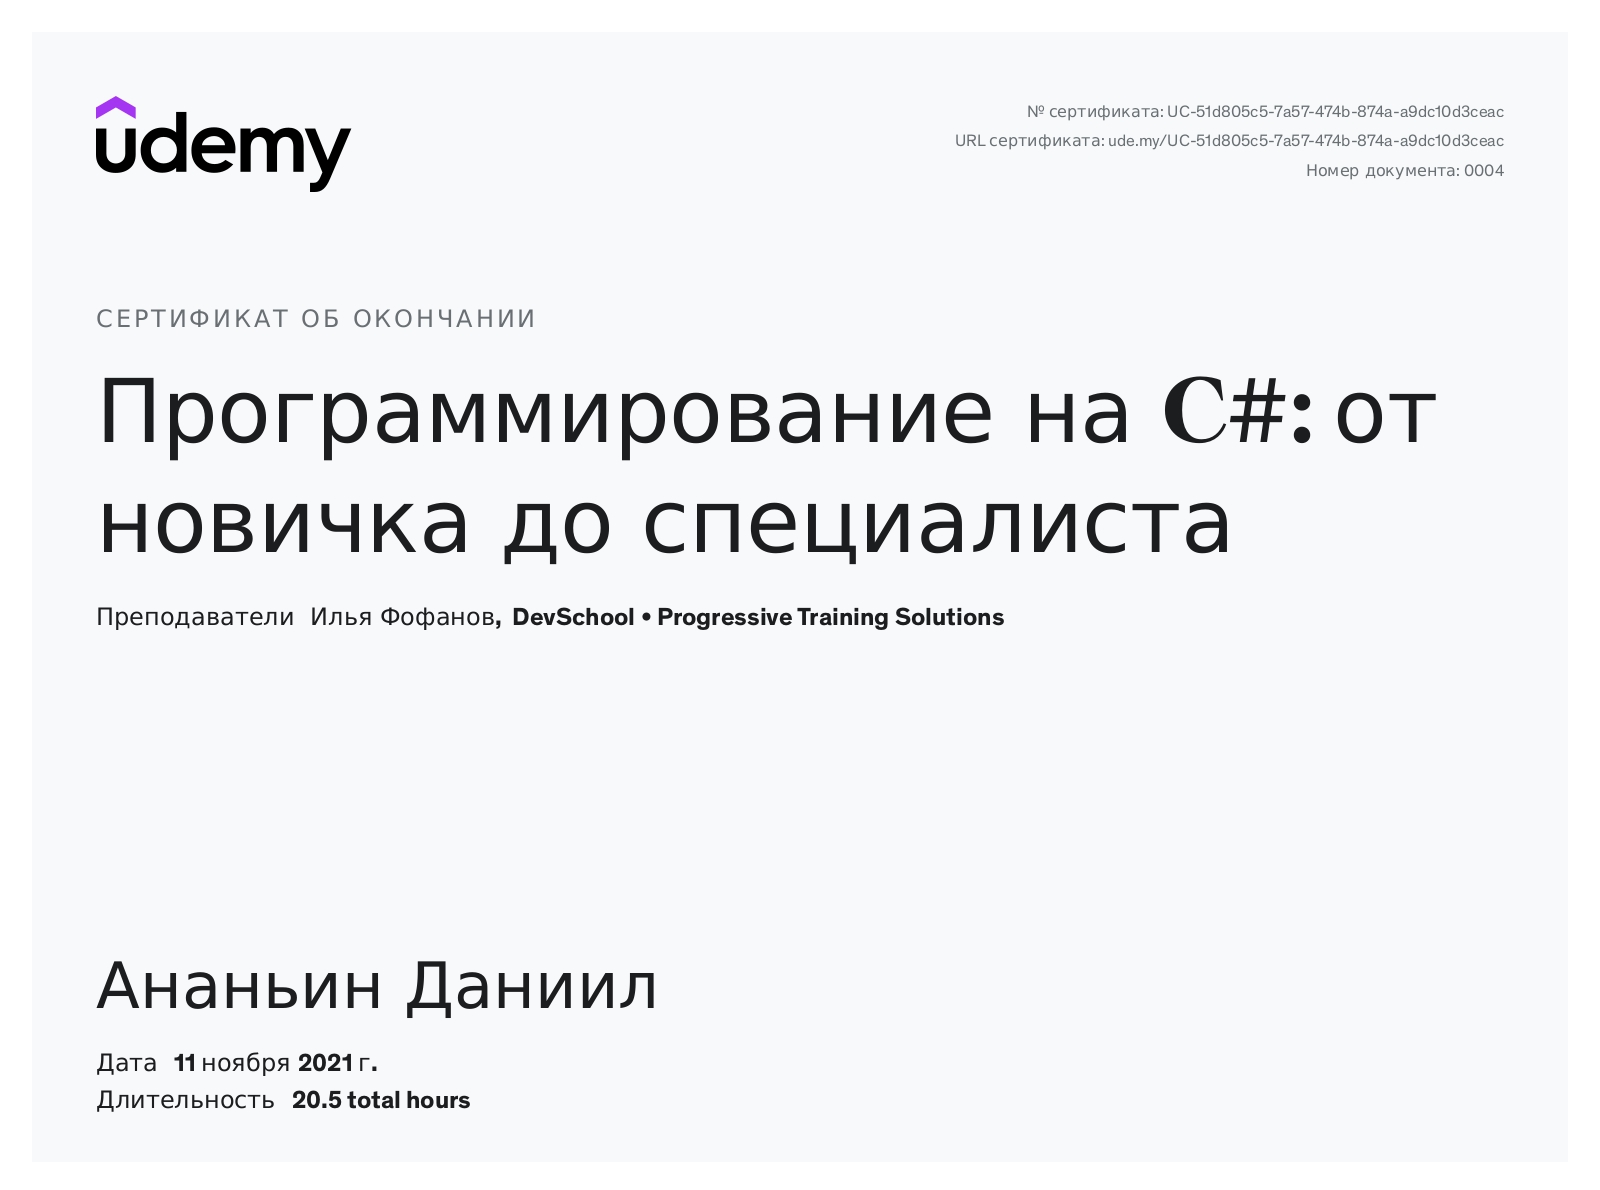 udemy
№ сертификата: UC-51d805c5-7a57-474b-874a-a9dc10d3ceac
URL сертификата: ude.my/UC-51d805c5-7a57-474b-874a-a9dc10d3ceac
Номер документа: 0004
СЕРТИФИКАТ ОБ ОКОНЧАНИИ
Программирование на C#: от
новичка до специалиста
Преподаватели Илья Фофанов, DevSchool • Progressive Training Solutions
Ананьин Даниил
Дата 11 ноября 2021 г.
Длительность 20.5 total hours